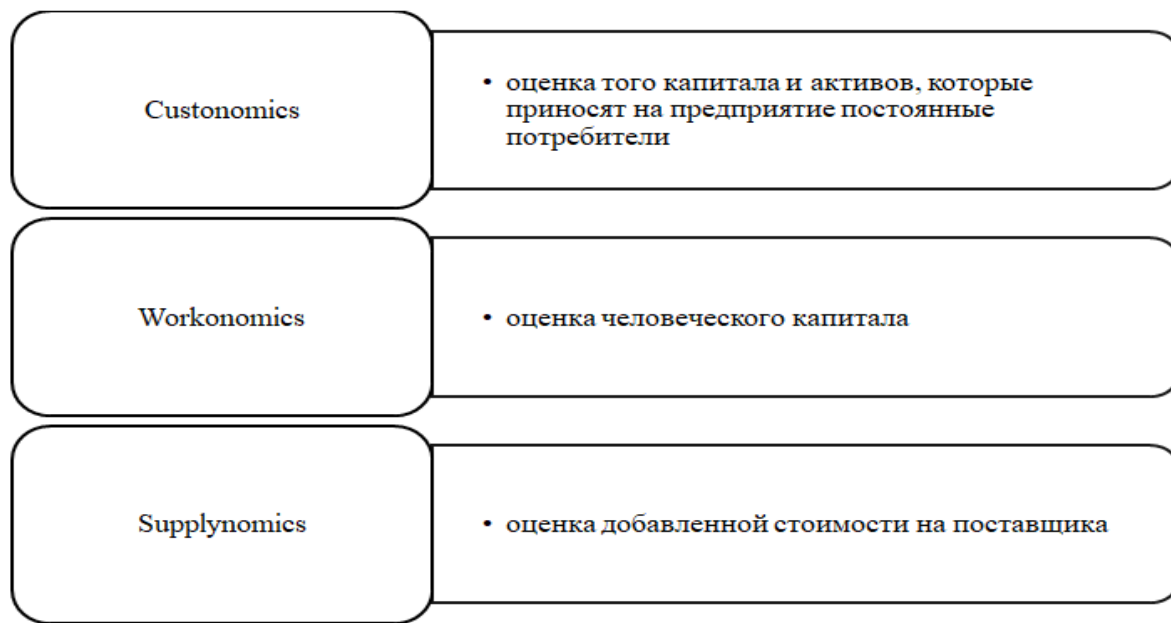 Custonomics
• оценка того капитала и активов, которые
приносят на предприятие постоянные
потребители
Workonomics
• оценка человеческого капитала
Supplynomics
• оценка добавленной стоимости на поставщика